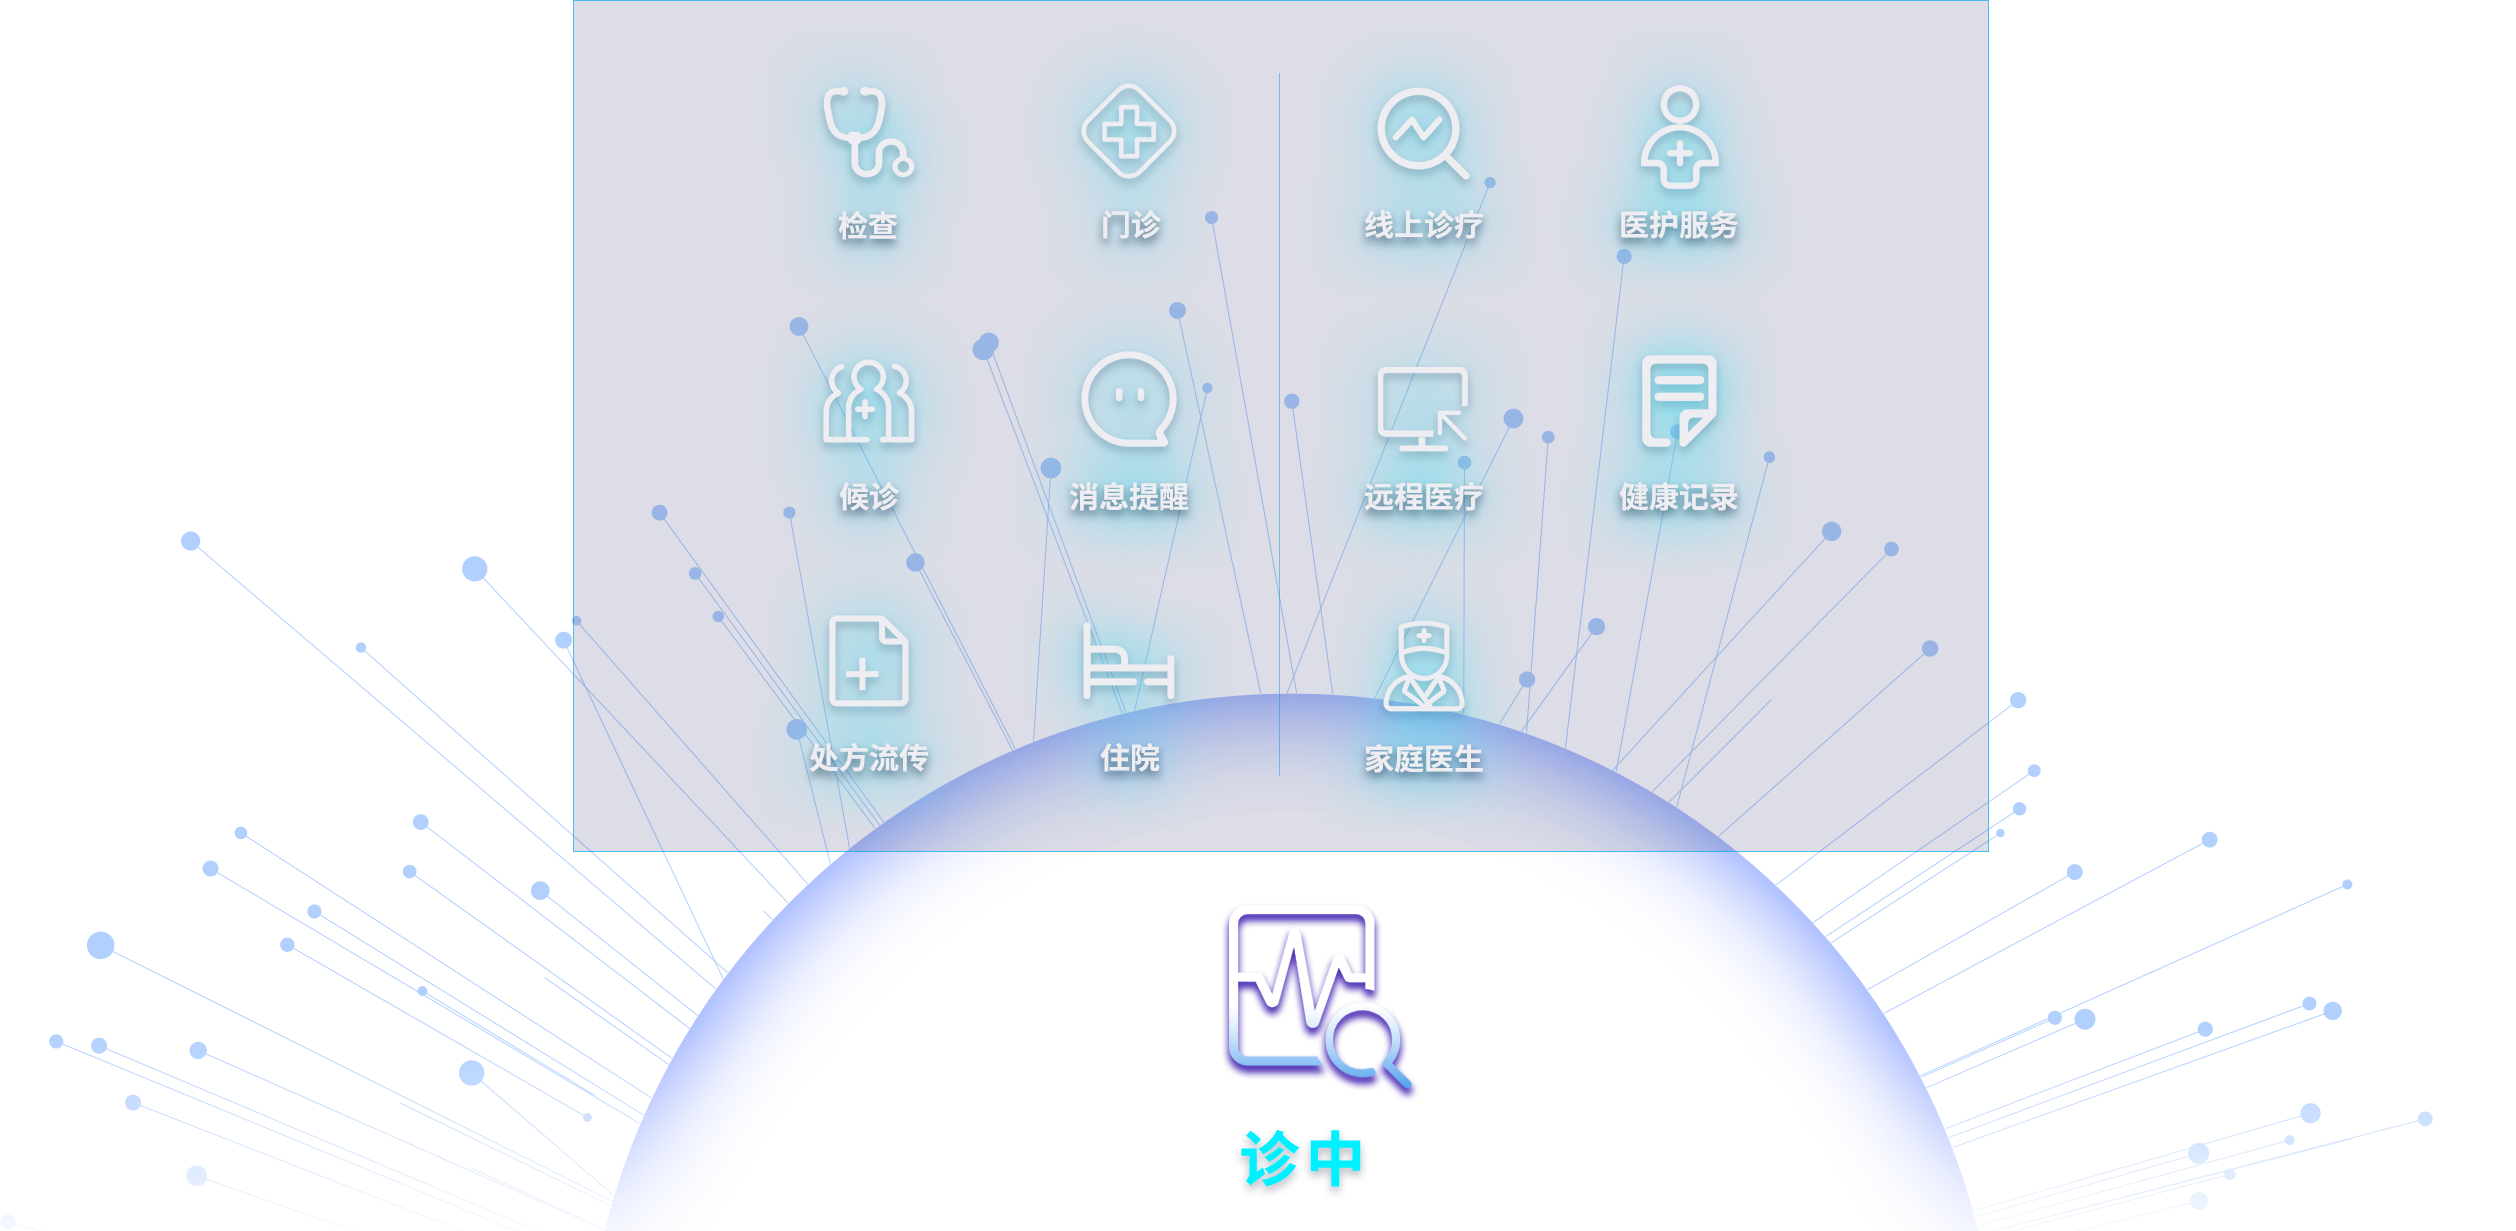 检查
门诊
线上诊疗
医护服务
候诊
消息提醒
远程医疗
健康记录
处方流转
住院
家庭医生
诊中